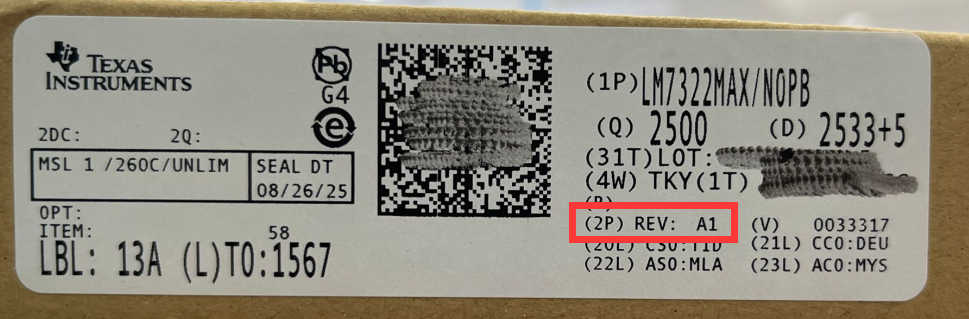 TEXAS
INSTRUMENTS
Pb
G4
e
2DC: 2Q:
MSL 1 /260C/UNLIM
SEAL DT
08/26/25
OPT:
ITEM: 58
LBL: 13A (L)TO:1567
(1P)LM7322MAX/NOPB
(Q) 2500 (D) 2533+5
(31T)LOT:
(4W) TKY(1T)
(P)
(2P) REV: A1 (V) 0033317
(20L) CSO:TID (21L) CCO:DEU
(22L) ASO:MLA (23L) ACO:MYS